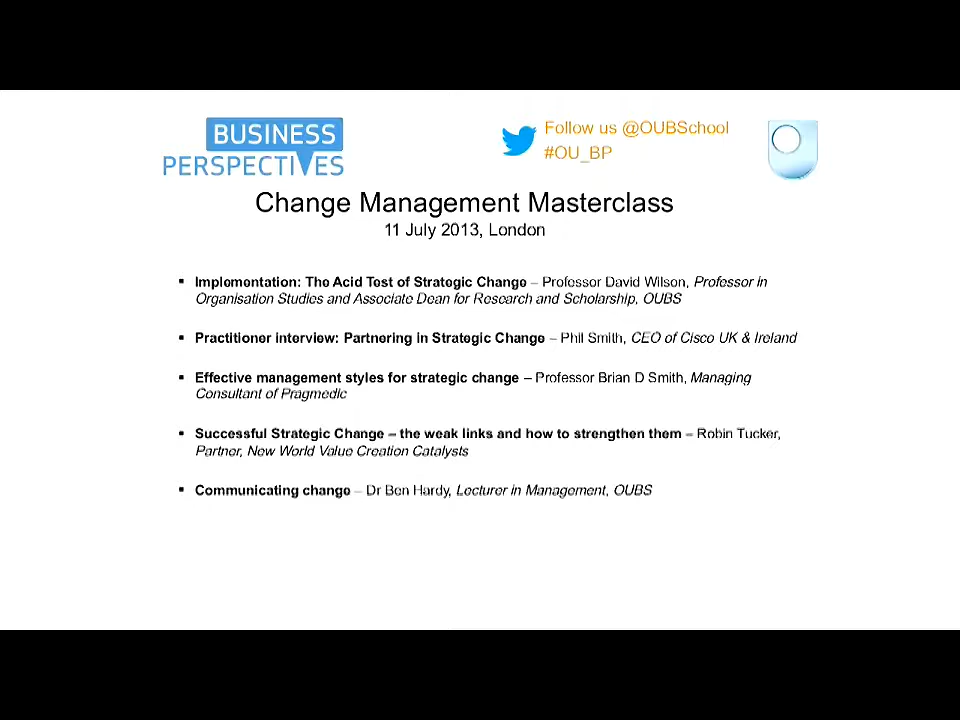 BUSINESS
PERSPECTIVES
Follow us @OUBSchool
#OU_BP
Change Management Masterclass
11 July 2013, London
▪ Implementation: The Acid Test of Strategic Change – Professor David Wilson, Professor in
Organisation Studies and Associate Dean for Research and Scholarship, OUBS
▪ Practitioner interview: Partnering in Strategic Change – Phil Smith, CEO of Cisco UK & Ireland
▪ Effective management styles for strategic change – Professor Brian D Smith, Managing
Consultant of Pragmedic
▪ Successful Strategic Change – the weak links and how to strengthen them – Robin Tucker,
Partner, New World Value Creation Catalysts
▪ Communicating change – Dr Ben Hardy, Lecturer in Management, OUBS